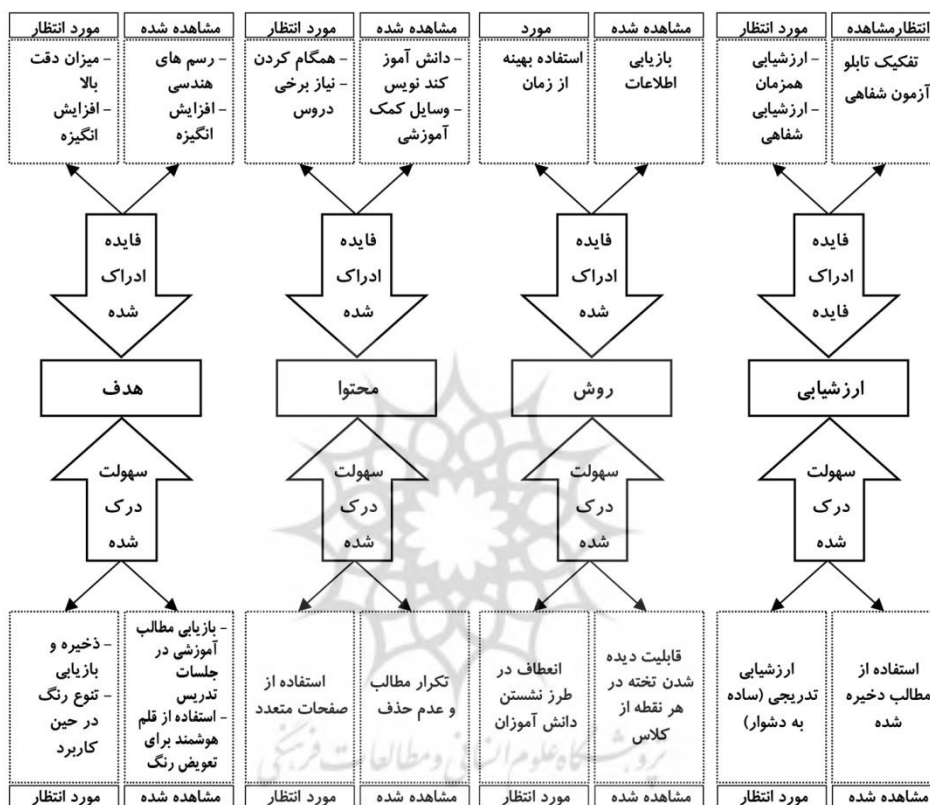 انتظارمشاهده
تفکیک تابلو
آزمون شفاهی
مورد انتظار
- ارزشیابی
همزمان
- ارزشیابی
شفاهی
مشاهده شده
بازیابی
اطلاعات
مورد
استفاده بهینه
از زمان
مشاهده شده
- دانش آموز
کند نویس
- وسایل کمک
آموزشی
مورد انتظار
- همگام کردن
- نیاز برخی
دروس
مشاهده شده
- رسم های
هندسی
- افزایش
انگیزه
مورد انتظار
- میزان دقت
بالا
- افزایش
انگیزه
فایده
ادراک
فایده
فایده
ادراک
شده
فایده
ادراک
شده
فایده
ادراک
شده
ارزشیابی
روش
محتوا
هدف
سهولت
درک
شده
سهولت
درک
شده
سهولت
درک
شده
سهولت
درک
شده
استفاده از
مطالب ذخیره
شده
مشاهده شده
ارزشیابی
تدریجی (ساده
به دشوار)
مورد انتظار
قابلیت دیده
شدن تخته در
هر نقطه از
کلاس
مشاهده شده
انعطاف در
طرز نشستن
دانش آموزان
مورد انتظار
تکرار مطالب
و عدم حذف
مشاهده شده
استفاده از
صفحات متعدد
مورد انتظار
- بازیابی مطالب
آموزشی در
جلسات
تدریس
- استفاده از قلم
هوشمند برای
تعویض رنگ
مشاهده شده
- ذخیره و
بازیابی
- تنوع رنگ
در حین
کاربرد
مورد انتظار
پژوهشگاه علوم انسانی و مطالعات فرهنگی